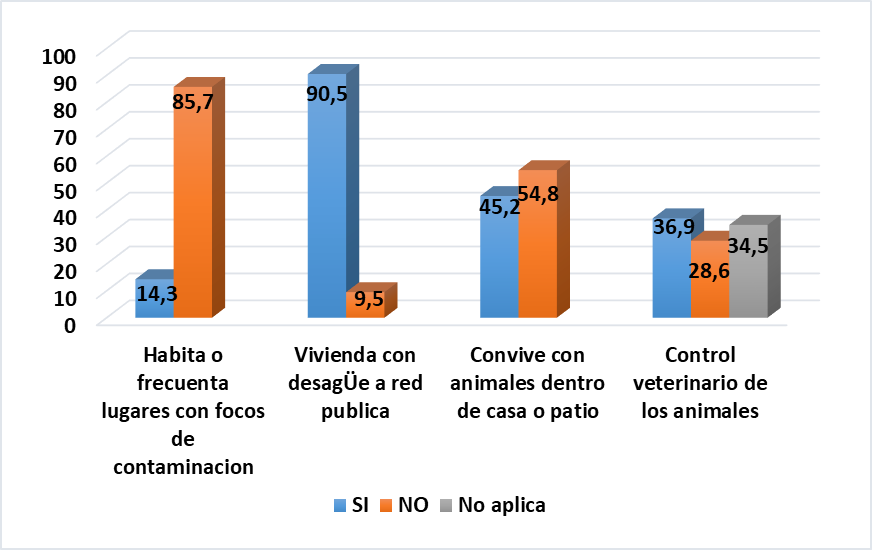 100
90
80
70
60
50
40
30
20
10
0
14,3
85,7
90,5
9,5
45,2
54,8
36,9
28,6
34,5
Habita o
frecuenta
lugares con focos
de
contaminacion
Vivienda con
desagÜe a red
publica
Convive con
animales dentro
de casa o patio
Control
veterinario de
los animales
SI NO No aplica